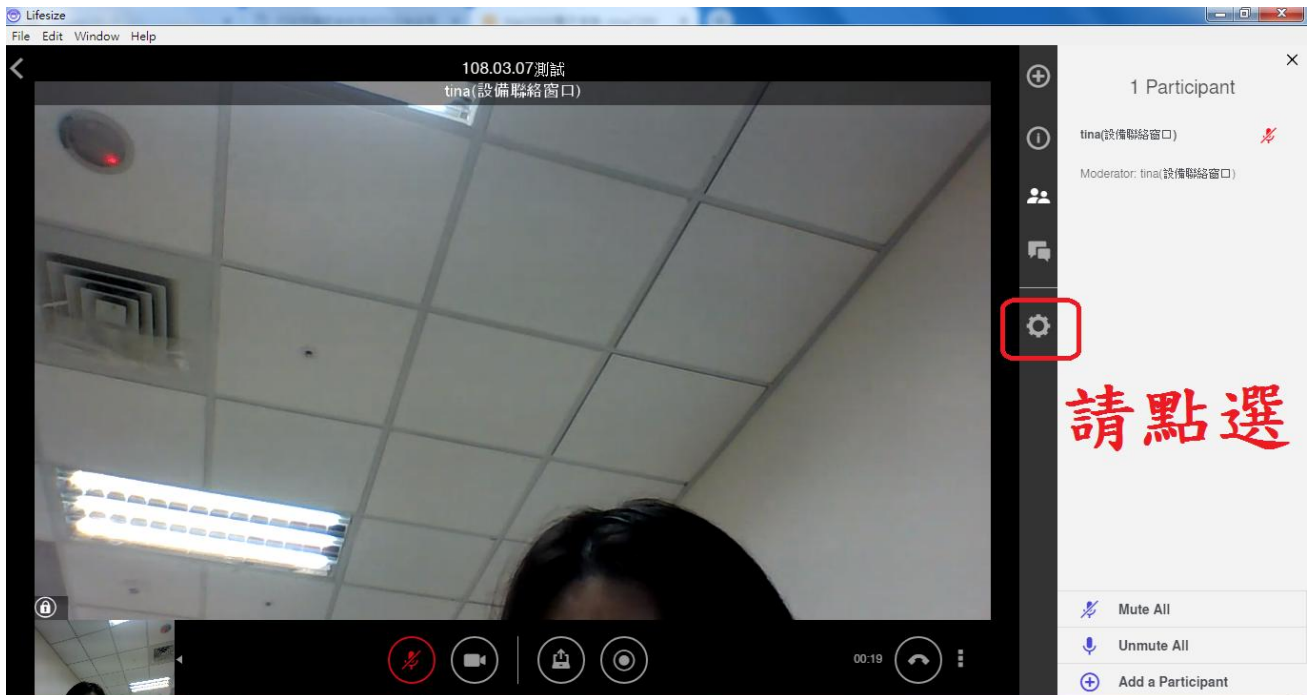 Lifesize
File Edit Window Help
108.03.07測試
tina(設備聯絡窗口)
1 Participant
tina(設備聯絡窗口)
Moderator: tina(設備聯絡窗口)
請點選
00:19
Mute All
Unmute All
Add a Participant